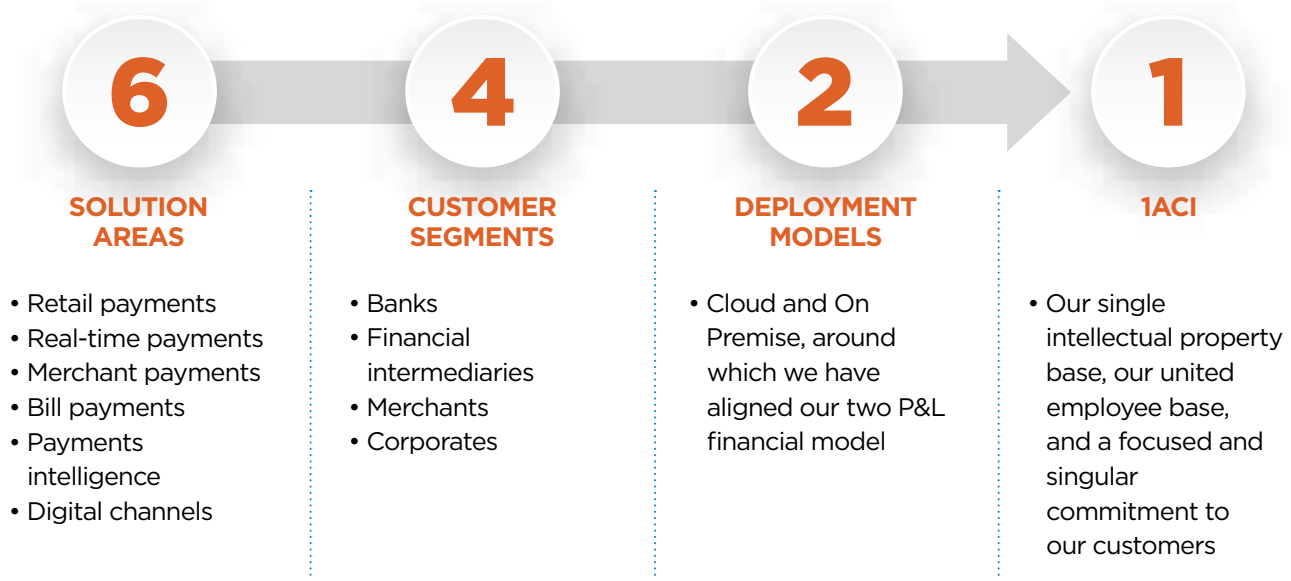 6
SOLUTION
AREAS
• Retail payments
• Real-time payments
• Merchant payments
• Bill payments
• Payments
intelligence
• Digital channels
4
CUSTOMER
SEGMENTS
• Banks
• Financial
intermediaries
• Merchants
• Corporates
2
DEPLOYMENT
MODELS
• Cloud and On
Premise, around
which we have
aligned our two P&L
financial model
1
1ACI
• Our single
intellectual property
base, our united
employee base,
and a focused and
singular
commitment to
our customers